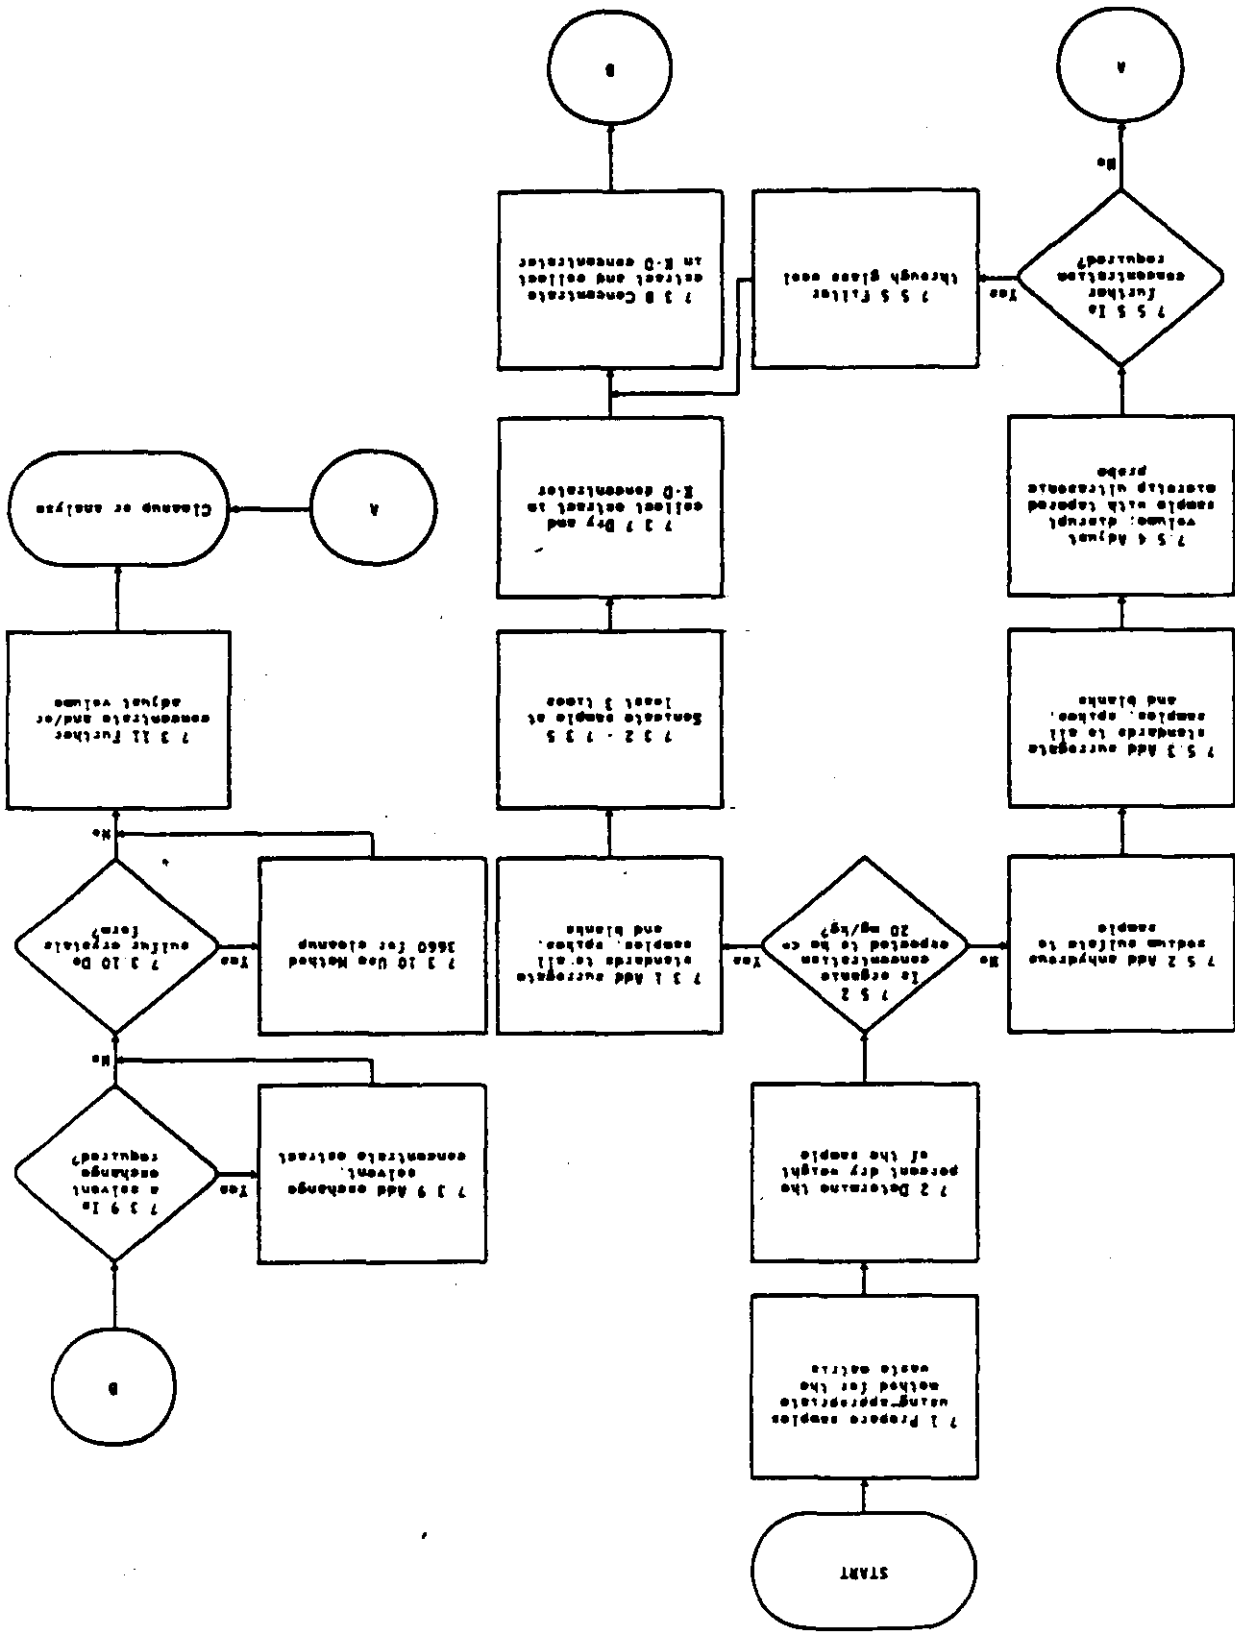 START
7.1 Prepare samples
using appropriate
method for the
waste matrix
7.2 Determine the
percent dry weight
of the sample
7.5.2
Is organic
concentration
expected to be <=
20 mg/kg?
Yes
No
7.3.1 Add surrogate
standards to all
samples, spikes,
and blanks
7.3.2 - 7.3.5
Sonicate sample at
least 3 times
7.3.7 Dry and
collect extract in
K-D concentrator
7.3.8 Concentrate
extract and collect
in K-D concentrator
B
7.5.2 Add anhydrous
sodium sulfate to
sample
7.5.3 Add surrogate
standards to all
samples, spikes,
and blanks
7.5.4 Adjust
volume; disrupt
sample with tapered
microtip ultrasonic
probe
7.5.5 Is
further
concentration
required?
Yes
No
7.5.5 Filter
through glass wool
A
B
7.3.9 Is
a solvent
exchange
required?
Yes
No
7.3.9 Add exchange
solvent,
concentrate extract
7.3.10 Do
sulfur crystals
form?
Yes
No
7.3.10 Use Method
3660 for cleanup
7.3.11 Further
concentrate and/or
adjust volume
Cleanup or analyze
A